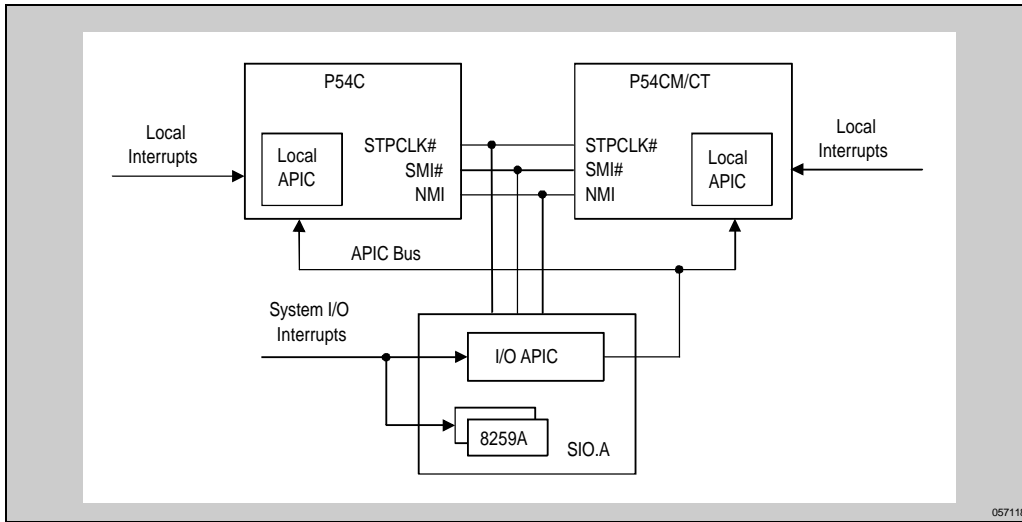 P54C
P54CM/CT
Local
Interrupts
Local
APIC
STPCLK#
SMI#
NMI
STPCLK#
SMI#
NMI
Local
APIC
Local
Interrupts
APIC Bus
System I/O
Interrupts
I/O APIC
8259A
SIO.A
057118